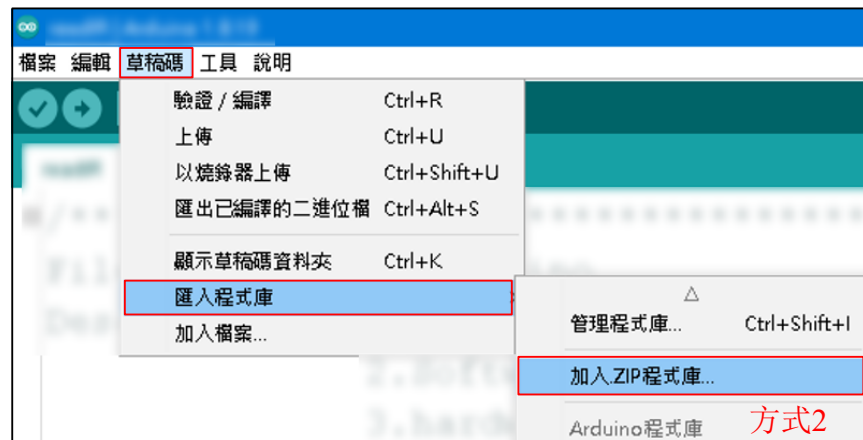 檔案 編輯 草稿碼 工具 說明
驗證 / 編譯 Ctrl+R
上傳 Ctrl+U
以燒錄器上傳 Ctrl+Shift+U
匯出已編譯的二進位檔 Ctrl+Alt+S
顯示草稿碼資料夾 Ctrl+K
匯入程式庫
加入檔案...
管理程式庫... Ctrl+Shift+I
加入.ZIP程式庫...
Arduino程式庫
方式2